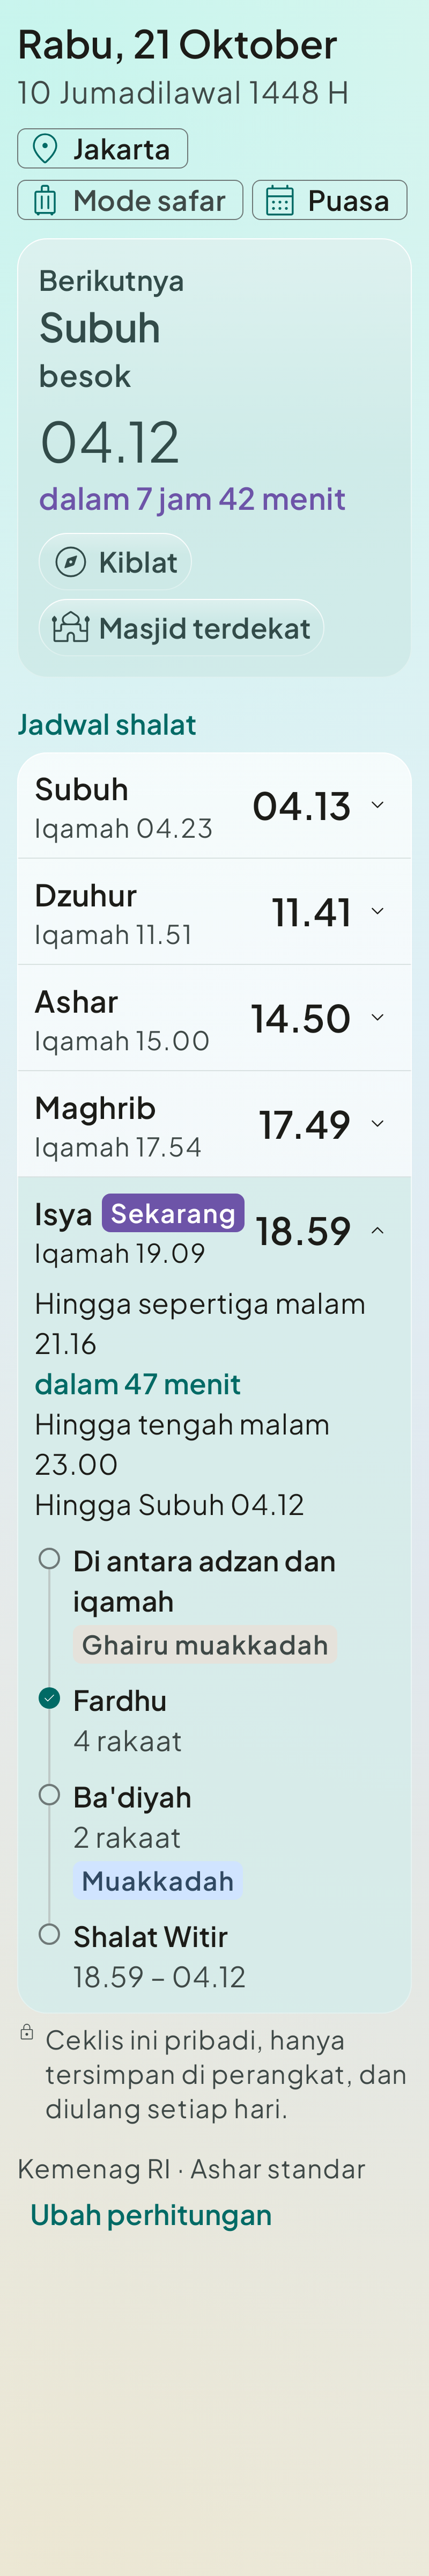 Rabu, 21 Oktober
10 Jumadilawal 1448 H
Jakarta
Mode safar
Puasa
Berikutnya
Subuh
besok
04.12
dalam 7 jam 42 menit
Kiblat
Masjid terdekat
Jadwal shalat
Subuh
Iqamah 04.23
04.13
Dzuhur
Iqamah 11.51
11.41
Ashar
Iqamah 15.00
14.50
Maghrib
Iqamah 17.54
17.49
Isya
Sekarang
Iqamah 19.09
18.59
Hingga sepertiga malam
21.16
dalam 47 menit
Hingga tengah malam
23.00
Hingga Subuh 04.12
Di antara adzan dan
iqamah
Ghairu muakkadah
Fardhu
4 rakaat
Ba'diyah
2 rakaat
Muakkadah
Shalat Witir
18.59 – 04.12
Ceklis ini pribadi, hanya
tersimpan di perangkat, dan
diulang setiap hari.
Kemenag RI · Ashar standar
Ubah perhitungan